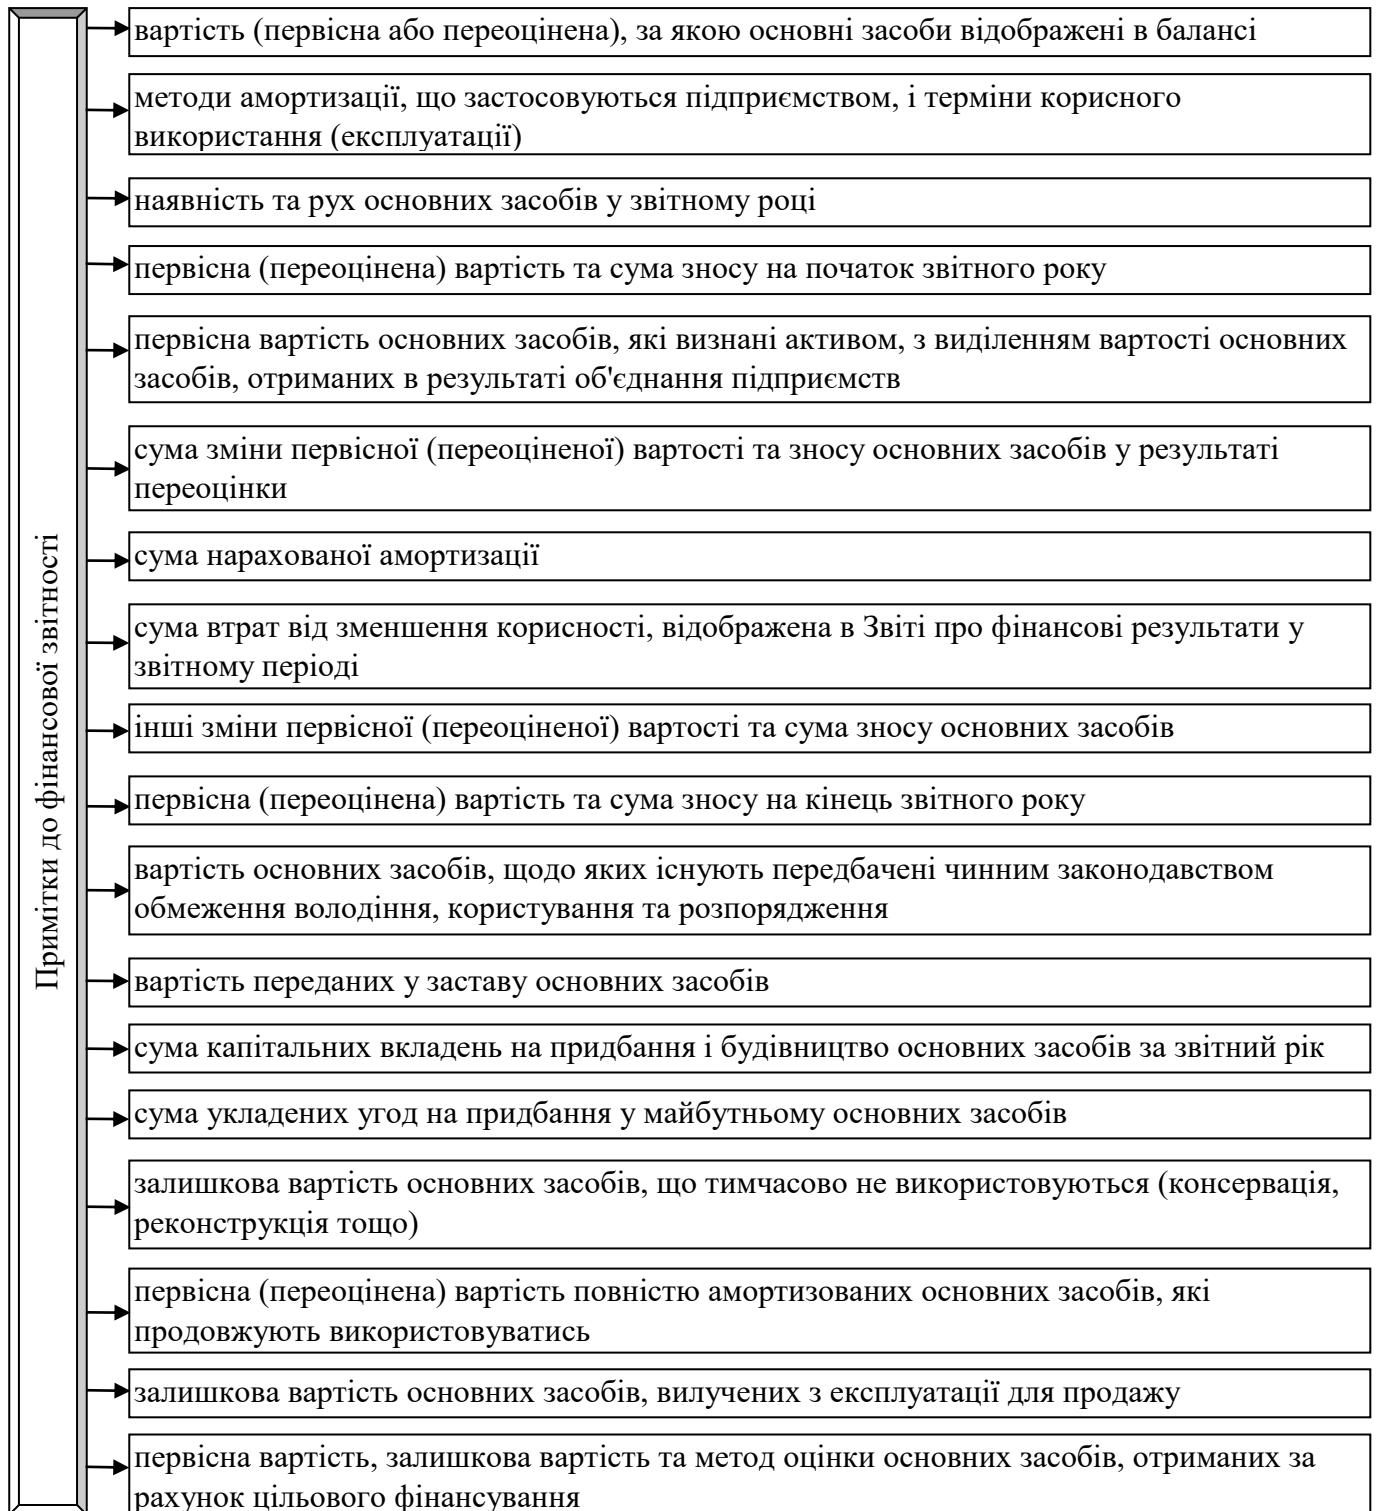 Примітки до фінансової звітності
вартість (первісна або переоцінена), за якою основні засоби відображені в балансі
методи амортизації, що застосовуються підприємством, і терміни корисного
використання (експлуатації)
наявність та рух основних засобів у звітному році
первісна (переоцінена) вартість та сума зносу на початок звітного року
первісна вартість основних засобів, які визнані активом, з виділенням вартості основних
засобів, отриманих в результаті об'єднання підприємств
сума зміни первісної (переоціненої) вартості та зносу основних засобів у результаті
переоцінки
сума нарахованої амортизації
сума втрат від зменшення корисності, відображена в Звіті про фінансові результати у
звітному періоді
інші зміни первісної (переоціненої) вартості та сума зносу основних засобів
первісна (переоцінена) вартість та сума зносу на кінець звітного року
вартість основних засобів, щодо яких існують передбачені чинним законодавством
обмеження володіння, користування та розпорядження
вартість переданих у заставу основних засобів
сума капітальних вкладень на придбання і будівництво основних засобів за звітний рік
сума укладених угод на придбання у майбутньому основних засобів
залишкова вартість основних засобів, що тимчасово не використовуються (консервація,
реконструкція тощо)
первісна (переоцінена) вартість повністю амортизованих основних засобів, які
продовжують використовуватись
залишкова вартість основних засобів, вилучених з експлуатації для продажу
первісна вартість, залишкова вартість та метод оцінки основних засобів, отриманих за
рахунок цільового фінансування